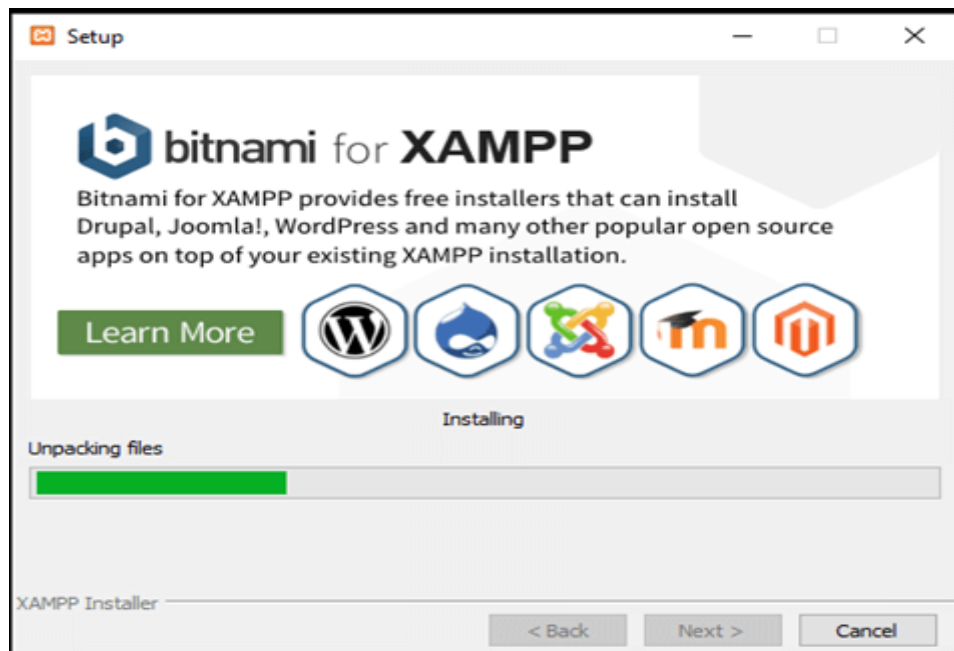 Setup
bitnami for XAMPP
Bitnami for XAMPP provides free installers that can install
Drupal, Joomla!, WordPress and many other popular open source
apps on top of your existing XAMPP installation.
Learn More
Installing
Unpacking files
XAMPP Installer
< Back
Next >
Cancel